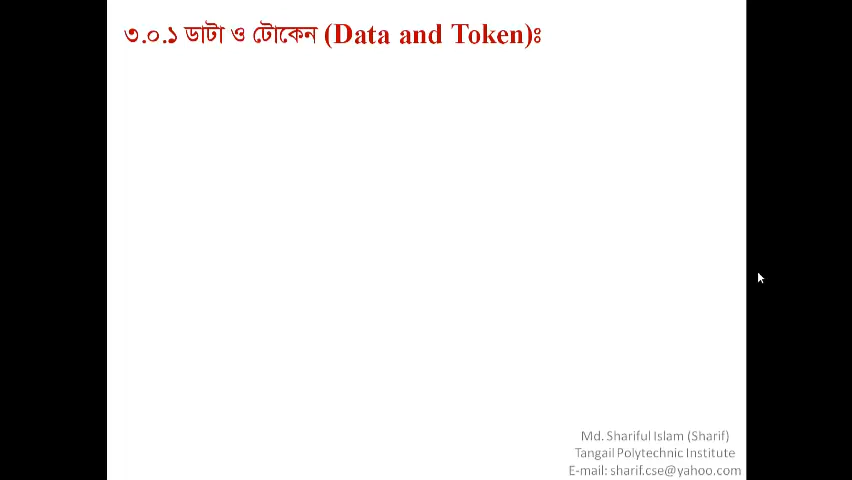 ৩.০.১ ডাটা ও টোকেন (Data and Token)ঃ
Md. Shariful Islam (Sharif)
Tangail Polytechnic Institute
E-mail: sharif.cse@yahoo.com